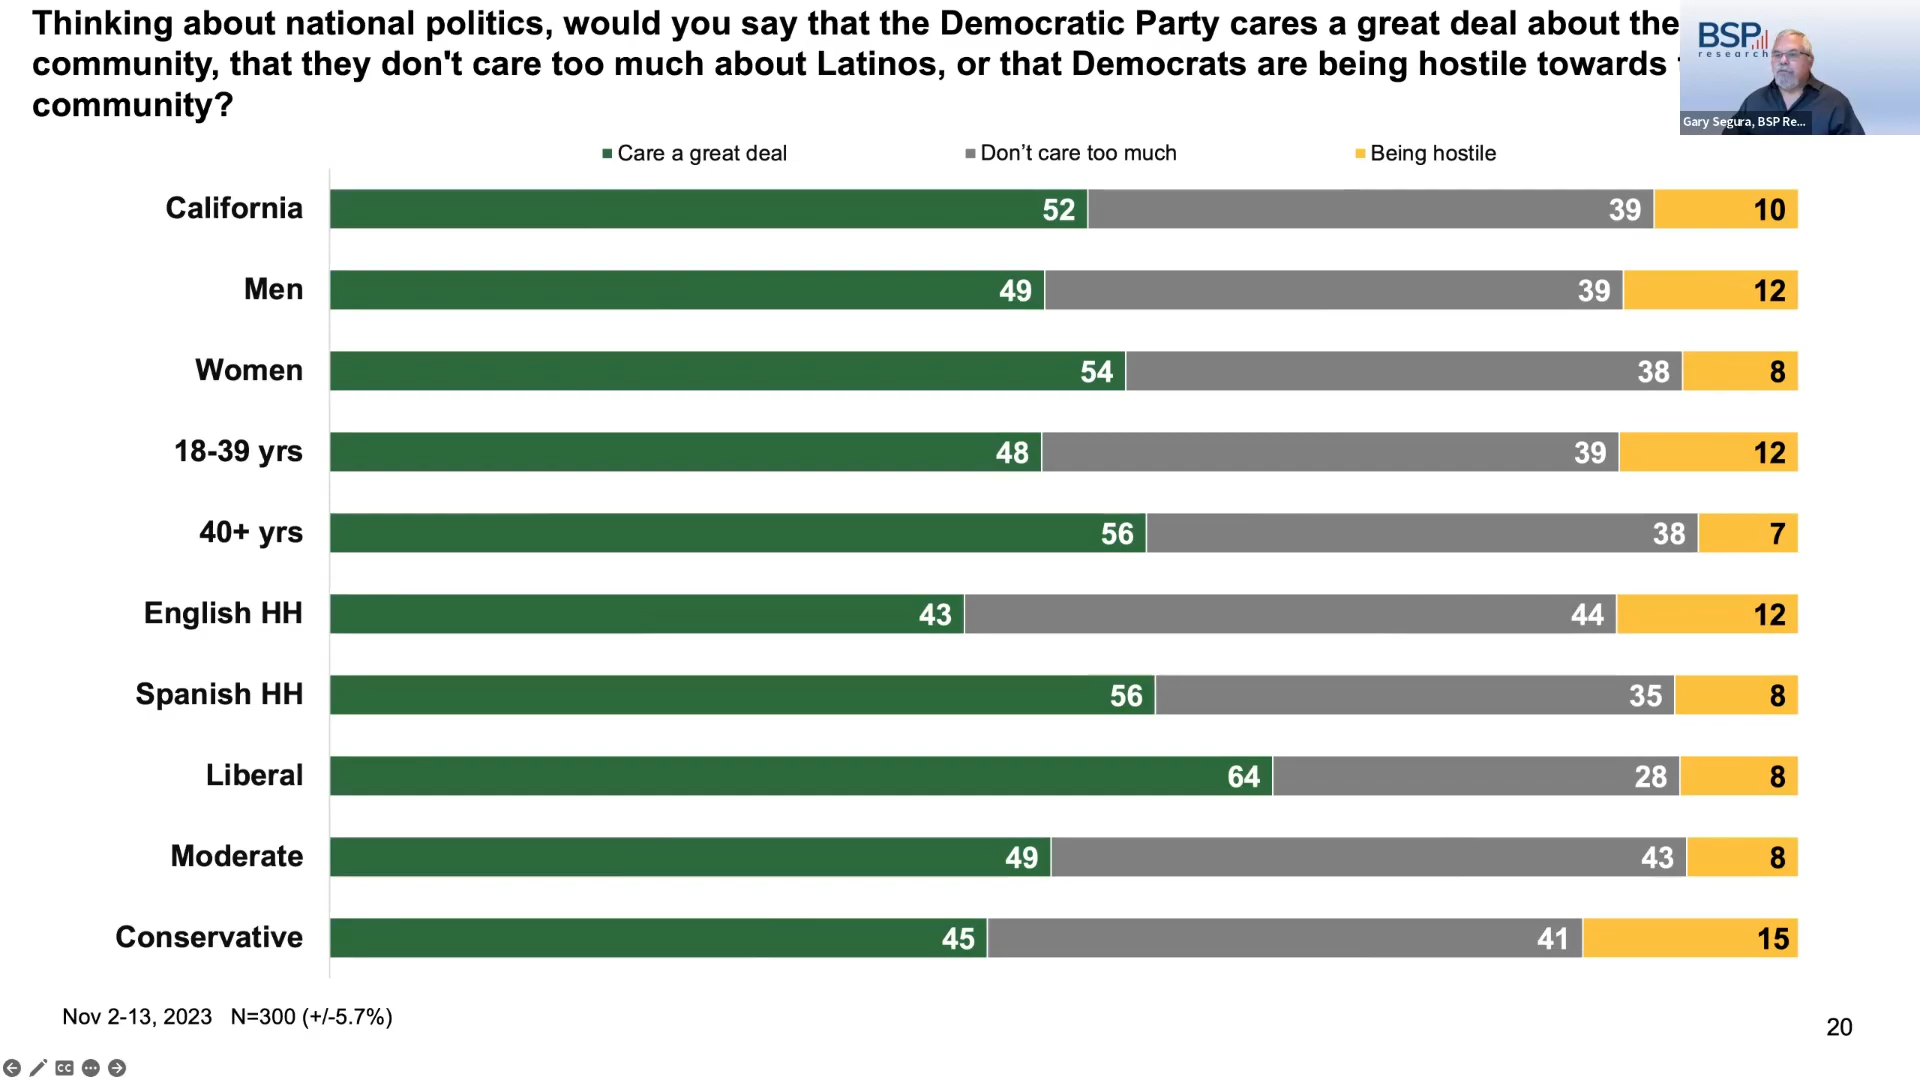 Thinking about national politics, would you say that the Democratic Party cares a great deal about the
community, that they don't care too much about Latinos, or that Democrats are being hostile towards
community?
BSP
research
Gary Segura, BSP Re...
Care a great deal Don't care too much Being hostile
California 52 39 10
Men 49 39 12
Women 54 38 8
18-39 yrs 48 39 12
40+ yrs 56 38 7
English HH 43 44 12
Spanish HH 56 35 8
Liberal 64 28 8
Moderate 49 43 8
Conservative 45 41 15
Nov 2-13, 2023 N=300 (+/-5.7%)
20
CC